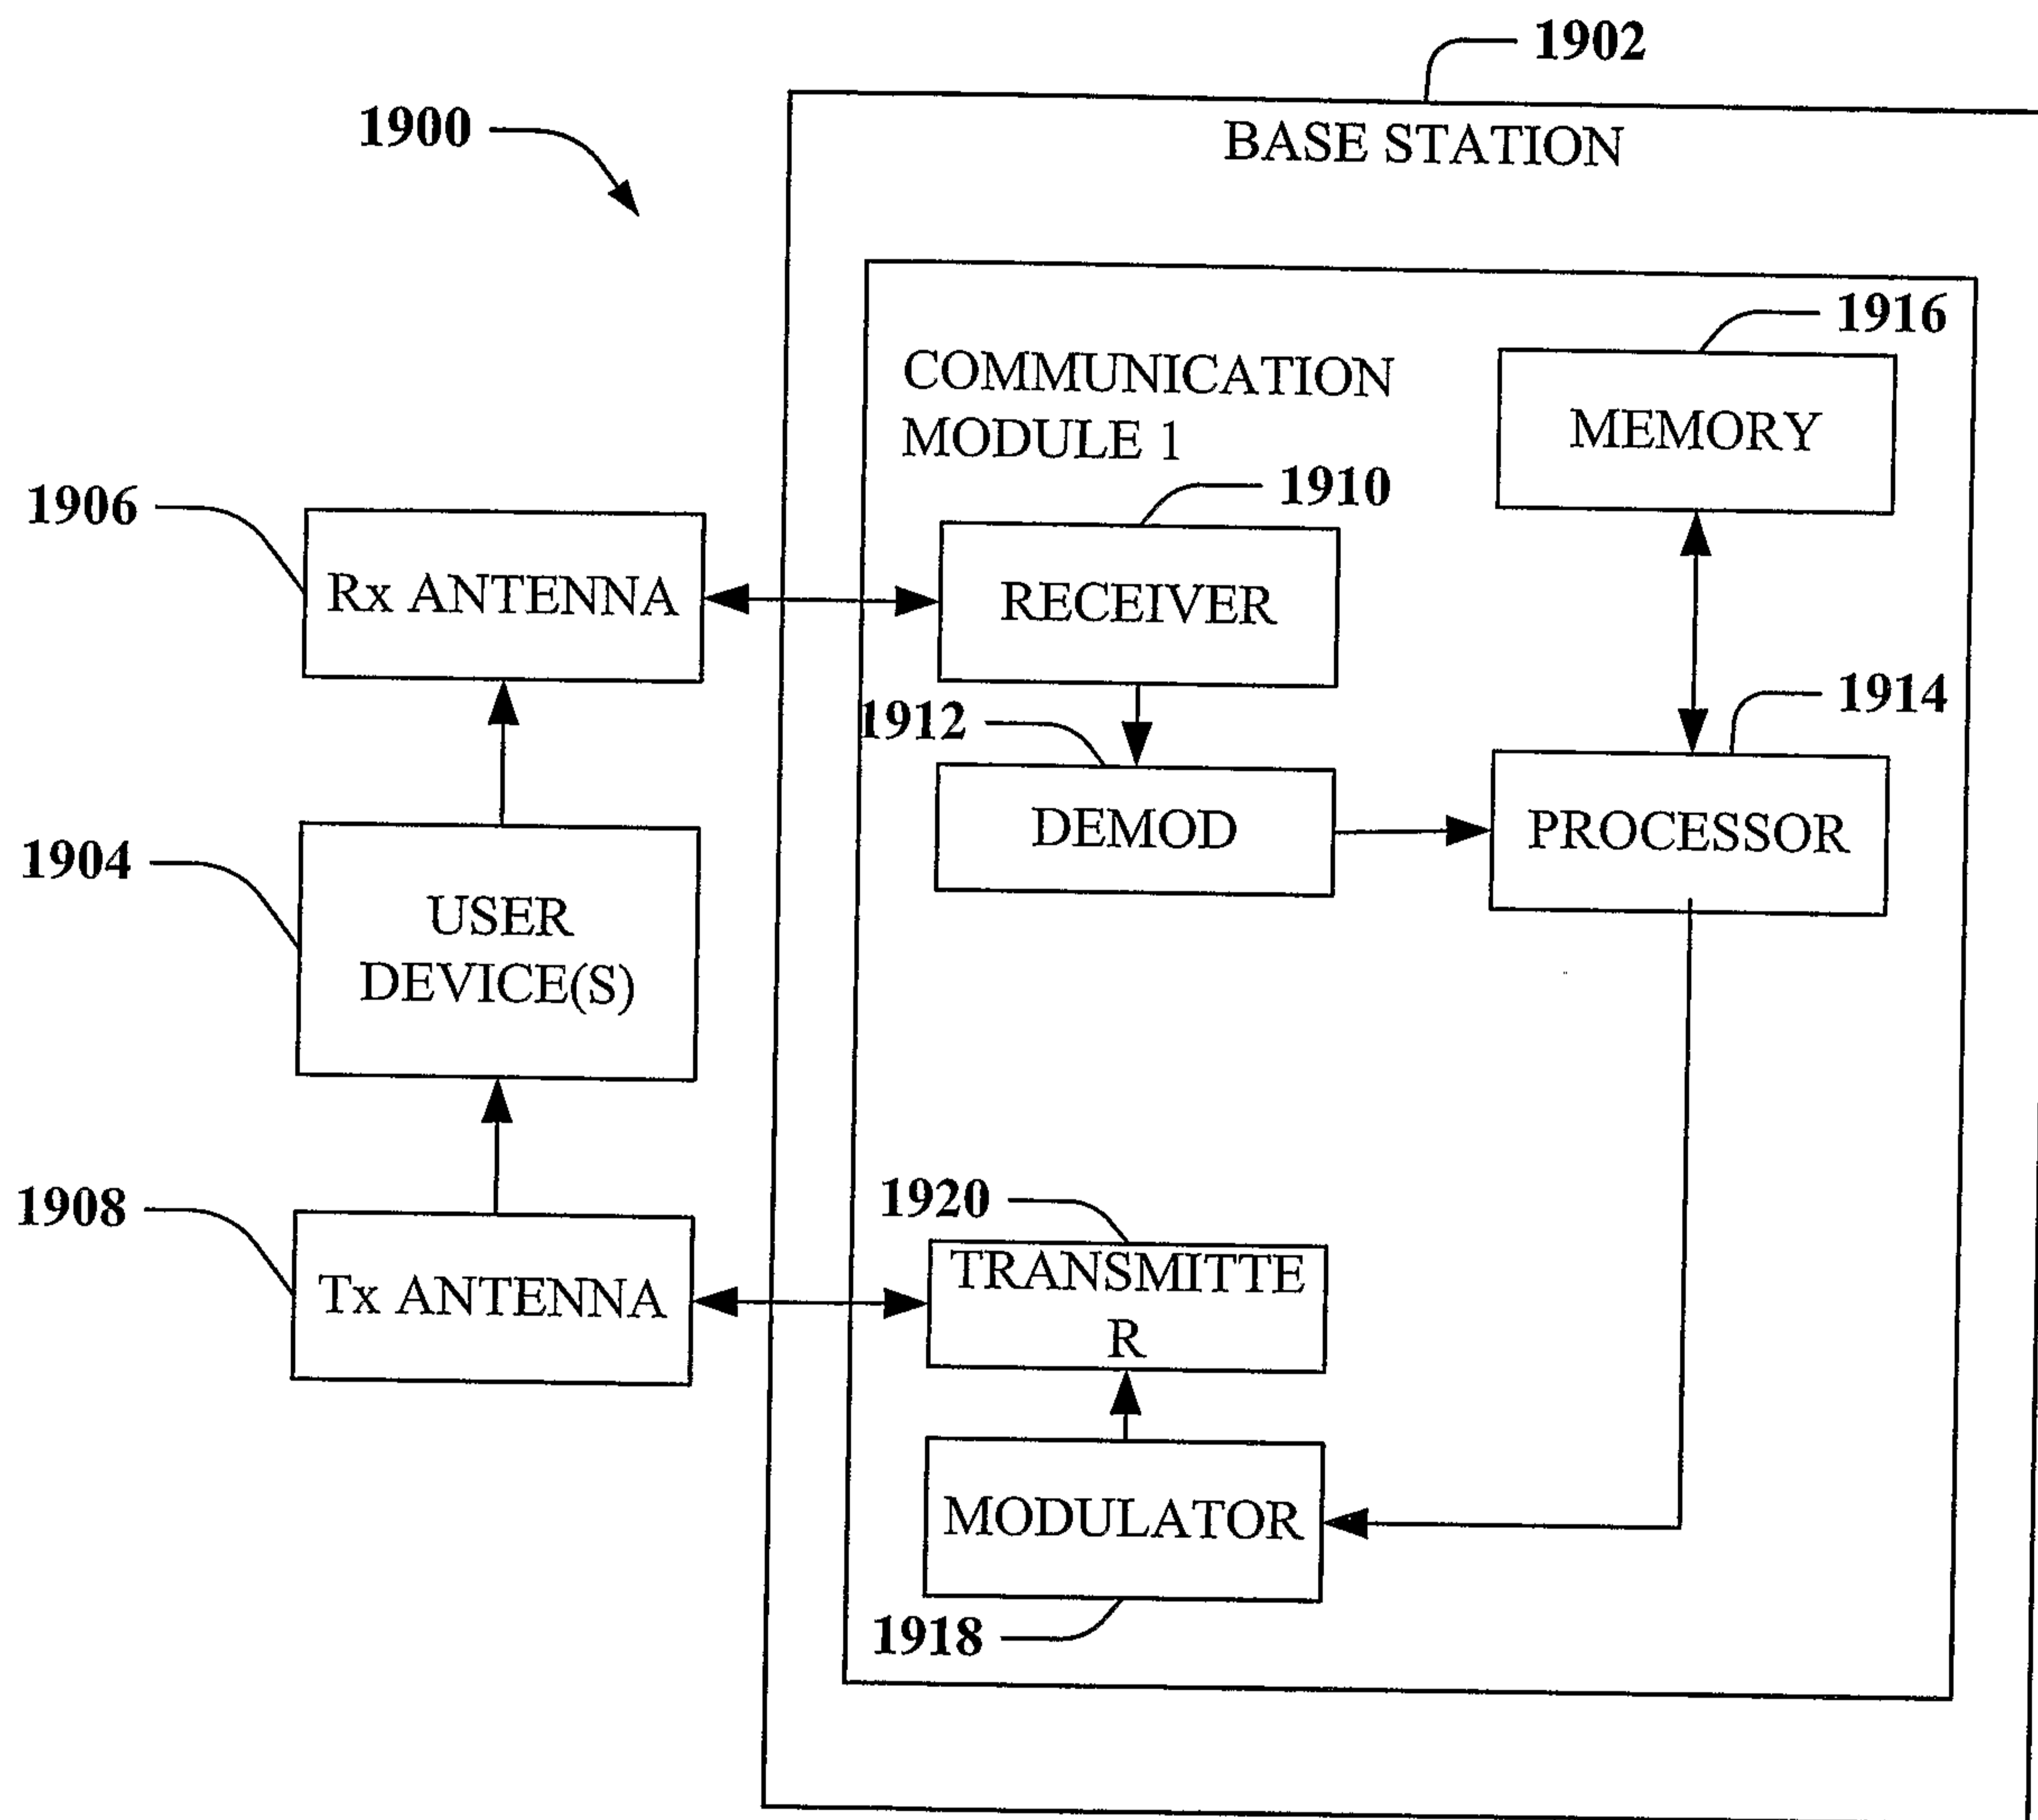 1902
1900
BASE STATION
1916
COMMUNICATION
MODULE 1
MEMORY
1910
1906
Rx ANTENNA
RECEIVER
1914
1912
1904
DEMOD
PROCESSOR
USER
DEVICE(S)
1920
1908
TRANSMITTE
R
Tx ANTENNA
MODULATOR
1918